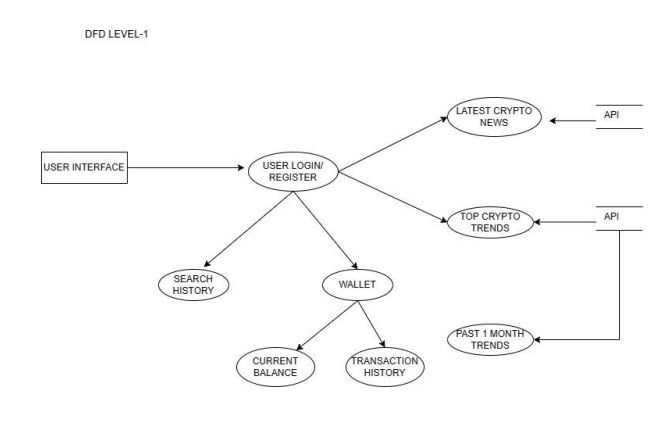 DFD LEVEL-1
LATEST CRYPTO
NEWS
API
USER INTERFACE
USER LOGIN/
REGISTER
TOP CRYPTO
TRENDS
API
SEARCH
HISTORY
WALLET
PAST 1 MONTH
TRENDS
CURRENT
BALANCE
TRANSACTION
HISTORY